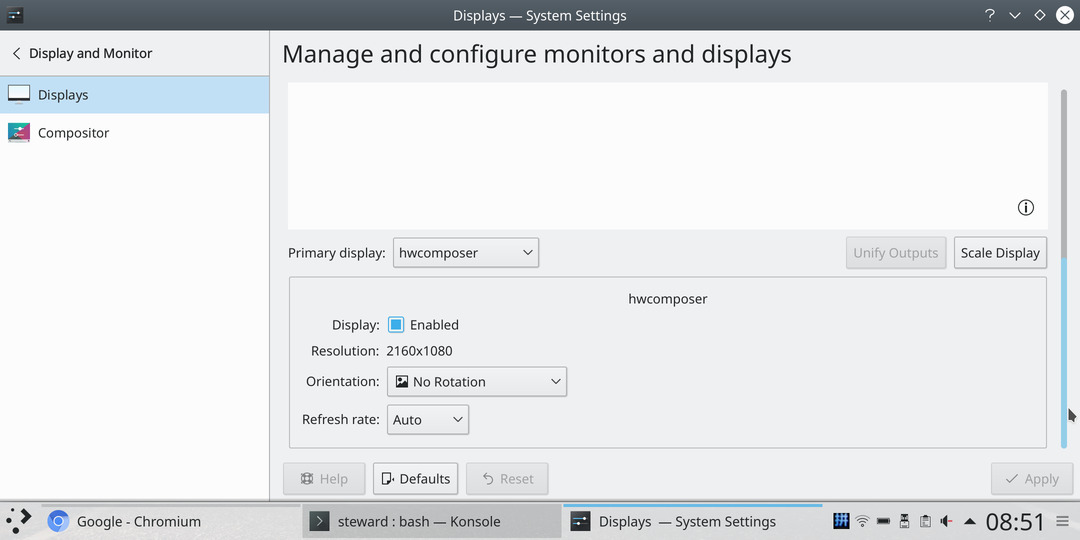 Displays — System Settings
Display and Monitor
Displays
Compositor
Manage and configure monitors and displays
Primary display: hwcomposer
Unify Outputs
Scale Display
hwcomposer
Display: Enabled
Resolution: 2160x1080
Orientation: No Rotation
Refresh rate: Auto
Help
Defaults
Reset
Apply
Google - Chromium
steward : bash — Konsole
Displays — System Settings
08:51